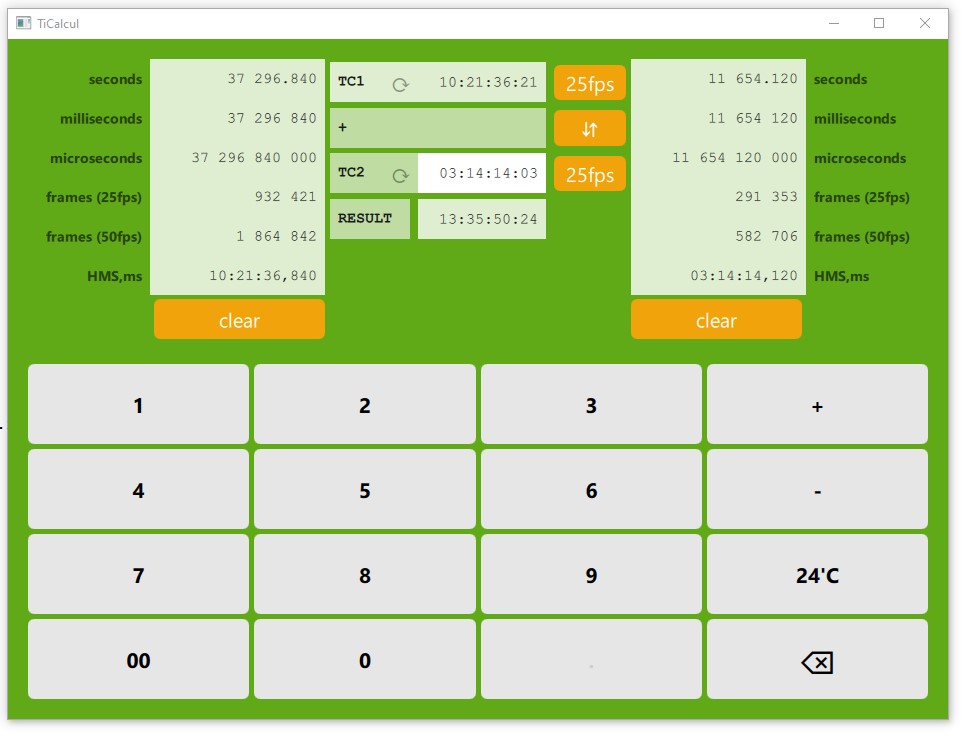 TiCalcul
seconds 37 296.840 TC1 10:21:36:21 25fps 11 654.120 seconds
milliseconds 37 296 840 + 11 654 120 milliseconds
microseconds 37 296 840 000 TC2 03:14:14:03 25fps 11 654 120 000 microseconds
frames (25fps) 932 421 RESULT 13:35:50:24 291 353 frames (25fps)
frames (50fps) 1 864 842 582 706 frames (50fps)
HMS,ms 10:21:36,840 03:14:14,120 HMS,ms
clear clear
1 2 3 +
4 5 6 -
7 8 9 24'C
00 0 .